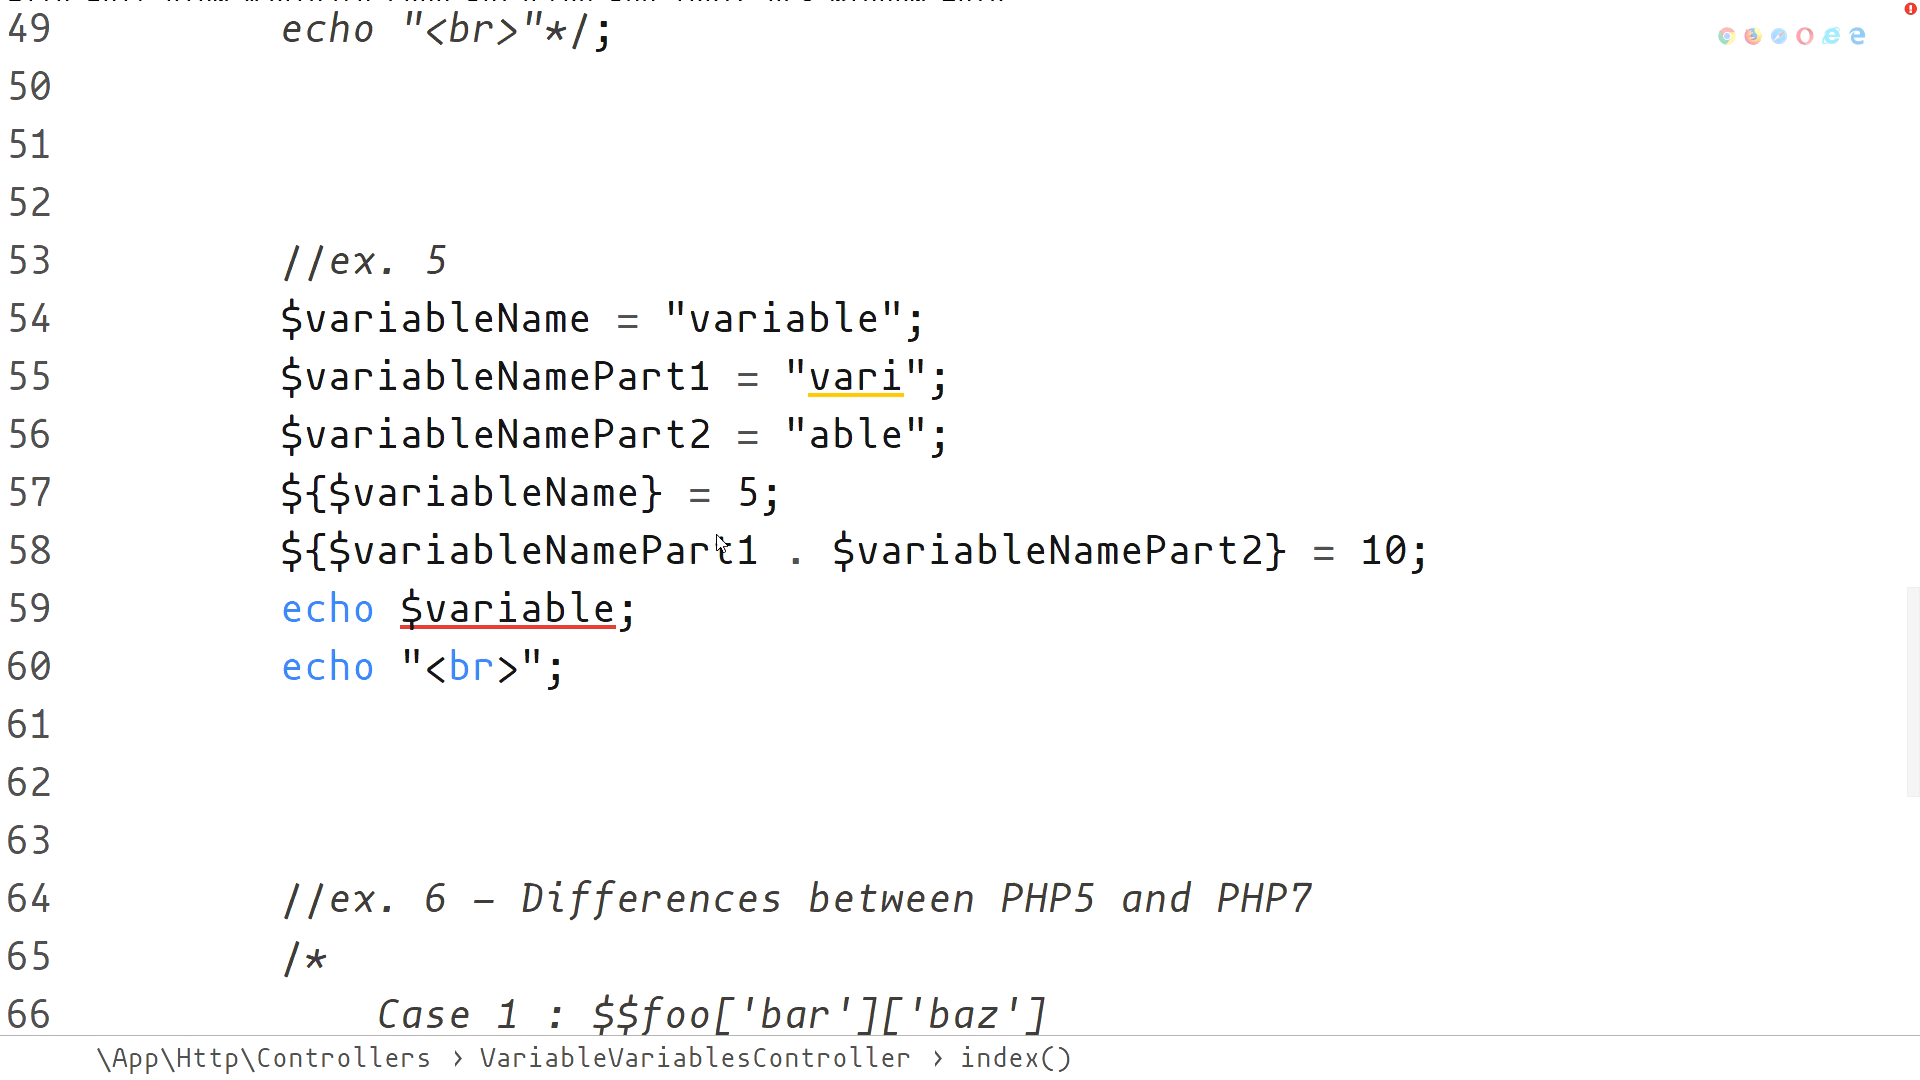 49 echo "<br>"*/;
50
51
52
53 //ex. 5
54 $variableName = "variable";
55 $variableNamePart1 = "vari";
56 $variableNamePart2 = "able";
57 ${$variableName} = 5;
58 ${$variableNamePart1 . $variableNamePart2} = 10;
59 echo $variable;
60 echo "<br>";
61
62
63
64 //ex. 6 – Differences between PHP5 and PHP7
65 /*
66 Case 1 : $$foo['bar']['baz']
\App\Http\Controllers › VariableVariablesController › index()